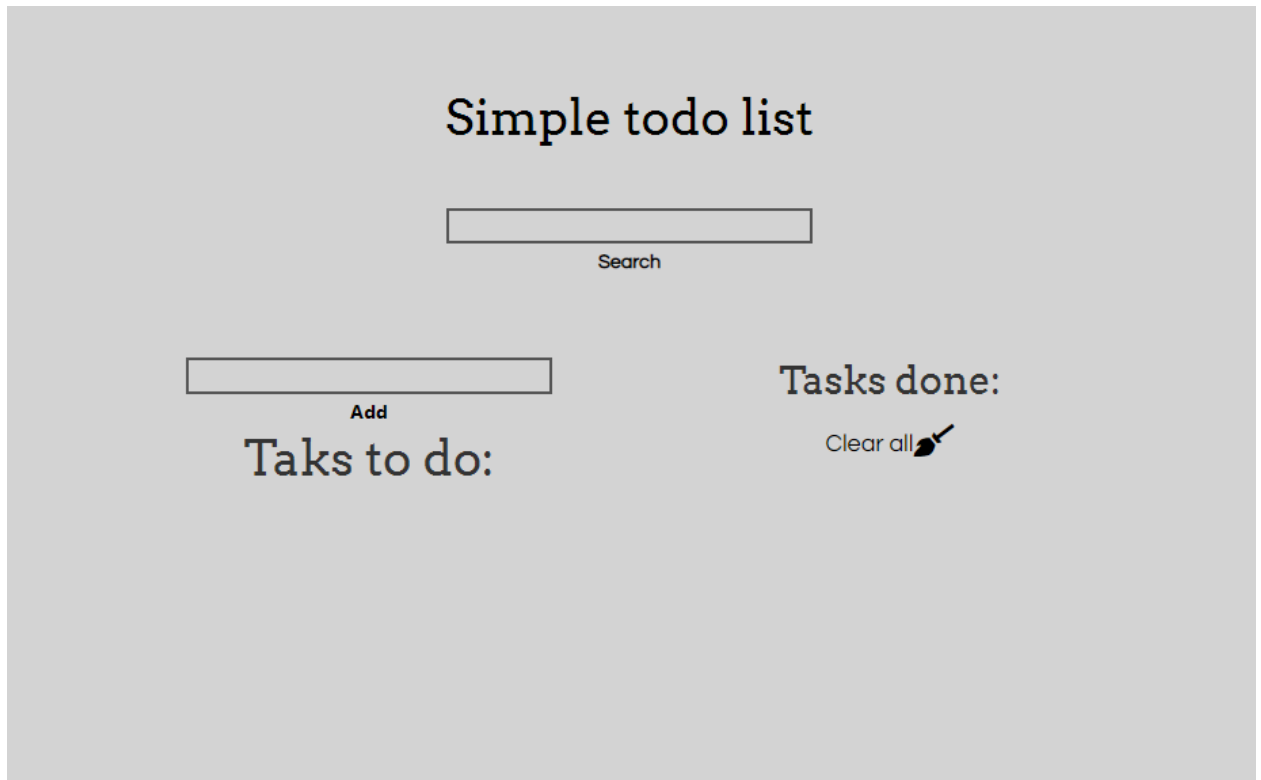 Simple todo list
Search
Add
Taks to do:
Tasks done:
Clear all